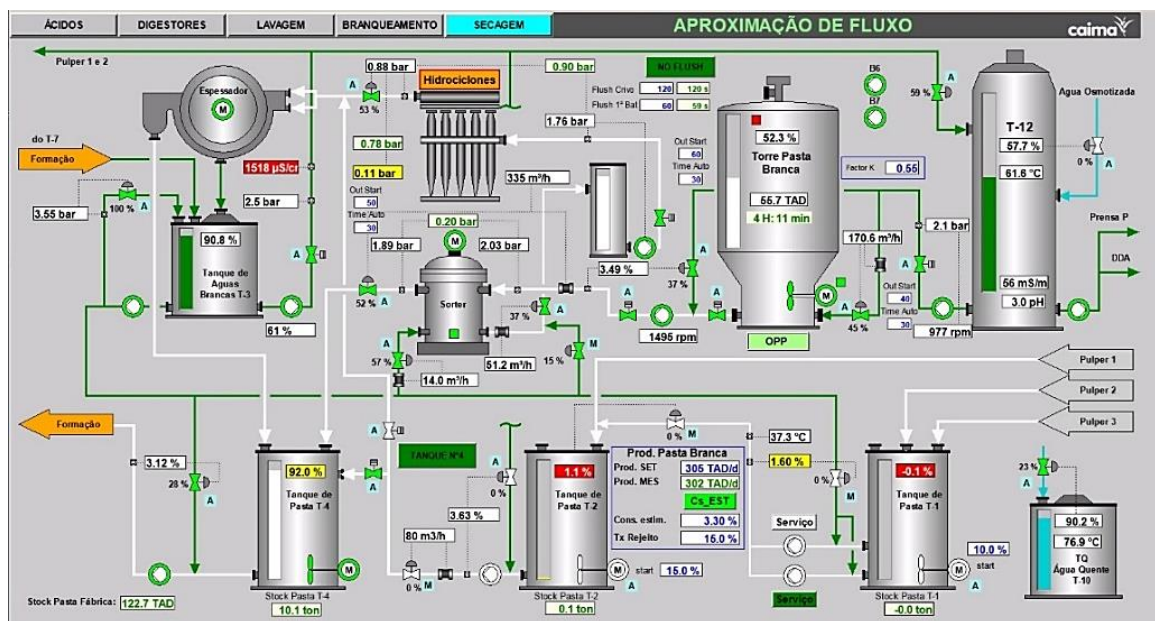 ÁCIDOS
DIGESTORES
LAVAGEM
BRANQUEAMENTO
SECAGEM
APROXIMAÇÃO DE FLUXO
caima
Pulper 1 e 2
Espessador
M
A
0.88 bar
53 %
0.90 bar
Hidrociclones
NO FLUSH
Flush Crivo 120 120 s
Flush 1ª Bat 60 59 s
B6
B7
59 %
A
Agua Osmotizada
do T-7
Formação
1518 µS/cr
0.78 bar
0.11 bar
1.76 bar
335 m³/h
Out Start
60
Time Auto
30
52.3 %
Torre Pasta
Branca
55.7 TAD
4 H: 11 min
Factor K 0.55
T-12
57.7 %
61.6 °C
0 %
A
3.55 bar
100 %
A
2.5 bar
Out Start
50
Time Auto
30
0.20 bar
1.89 bar
M
2.03 bar
3.49 %
A
37 %
170.6 m³/h
2.1 bar
Prensa P
DDA
90.8 %
Tanque de
Aguas
Brancas T-3
A
52 %
A
Sorter
37 %
A
A
A
M
Out Start
40
Time Auto
30
56 mS/m
3.0 pH
61 %
57 %
A
51.2 m³/h
15 %
M
1495 rpm
OPP
45 %
A
977 rpm
14.0 m³/h
Pulper 1
Pulper 2
Pulper 3
Formação
3.12 %
28 %
A
A
92.0 %
Tanque de
Pasta T-4
A
TANQUE Nº4
0 %
A
3.63 %
1.1 %
Tanque de
Pasta T-2
0 %
M
Prod. Pasta Branca
Prod. SET 305 TAD/d
Prod. MES 302 TAD/d
Cs_EST
Cons. estim. 3.30 %
Tx Rejeito 15.0 %
37.3 °C
1.60 %
0 %
M
-0.1 %
Tanque de
Pasta T-1
23 %
A
90.2 %
76.9 °C
TQ
Água Quente
T-10
80 m3/h
0 %
M
Serviço
Serviço
M
A
M
A
start 15.0 %
M
A
10.0 %
start
Stock Pasta Fábrica: 122.7 TAD
Stock Pasta T-4
10.1 ton
Stock Pasta T-2
0.1 ton
Stock Pasta T-1
-0.0 ton